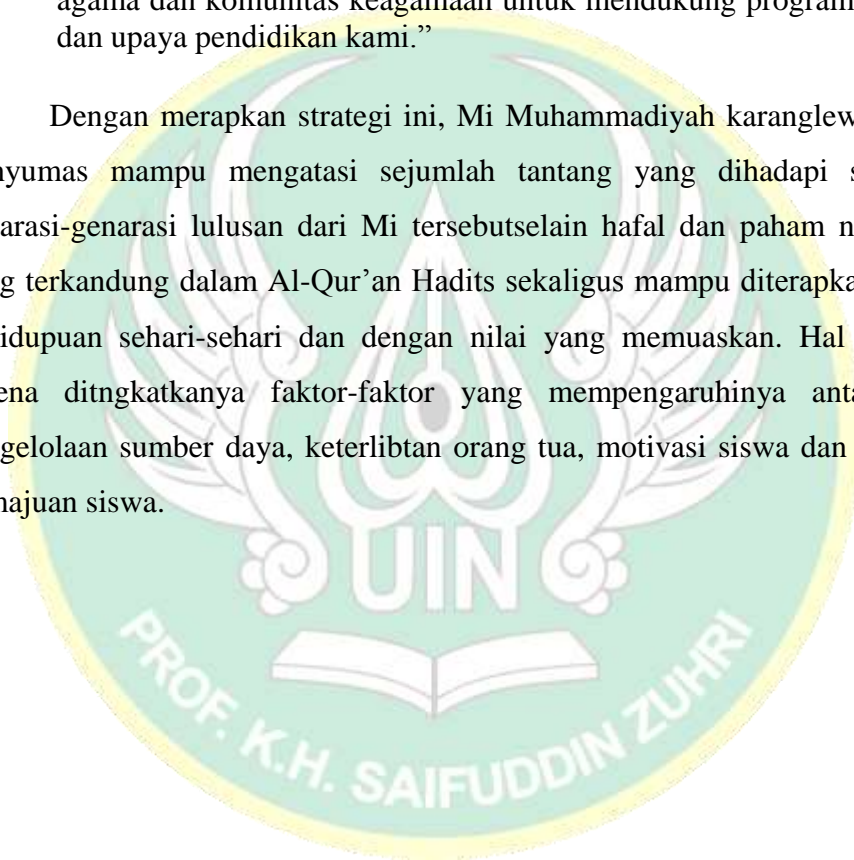 agama dan komunitas keagamaan untuk mendukung program
dan upaya pendidikan kami.”
Dengan merapkan strategi ini, Mi Muhammadiyah karanglew
nyumas mampu mengatasi sejumlah tantang yang dihadapi s
arasi-genarasi lulusan dari Mi tersebutselain hafal dan paham n
g terkandung dalam Al-Qur’an Hadits sekaligus mampu diterapka
idupuan sehari-sehari dan dengan nilai yang memuaskan. Hal
ena ditngkatkanya faktor-faktor yang mempengaruhinya anta
gelolaan sumber daya, keterlibtan orang tua, motivasi siswa dan
najuan siswa.
UIN
PROF. K.H. SAIFUDDIN ZUHRI